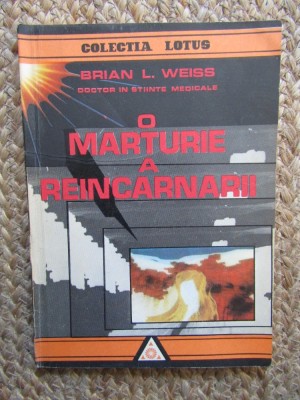 COLECTIA LOTUS
BRIAN L. WEISS
DOCTOR IN STIINTE MEDICALE
O
MARTURIE
A
REINCARNARII